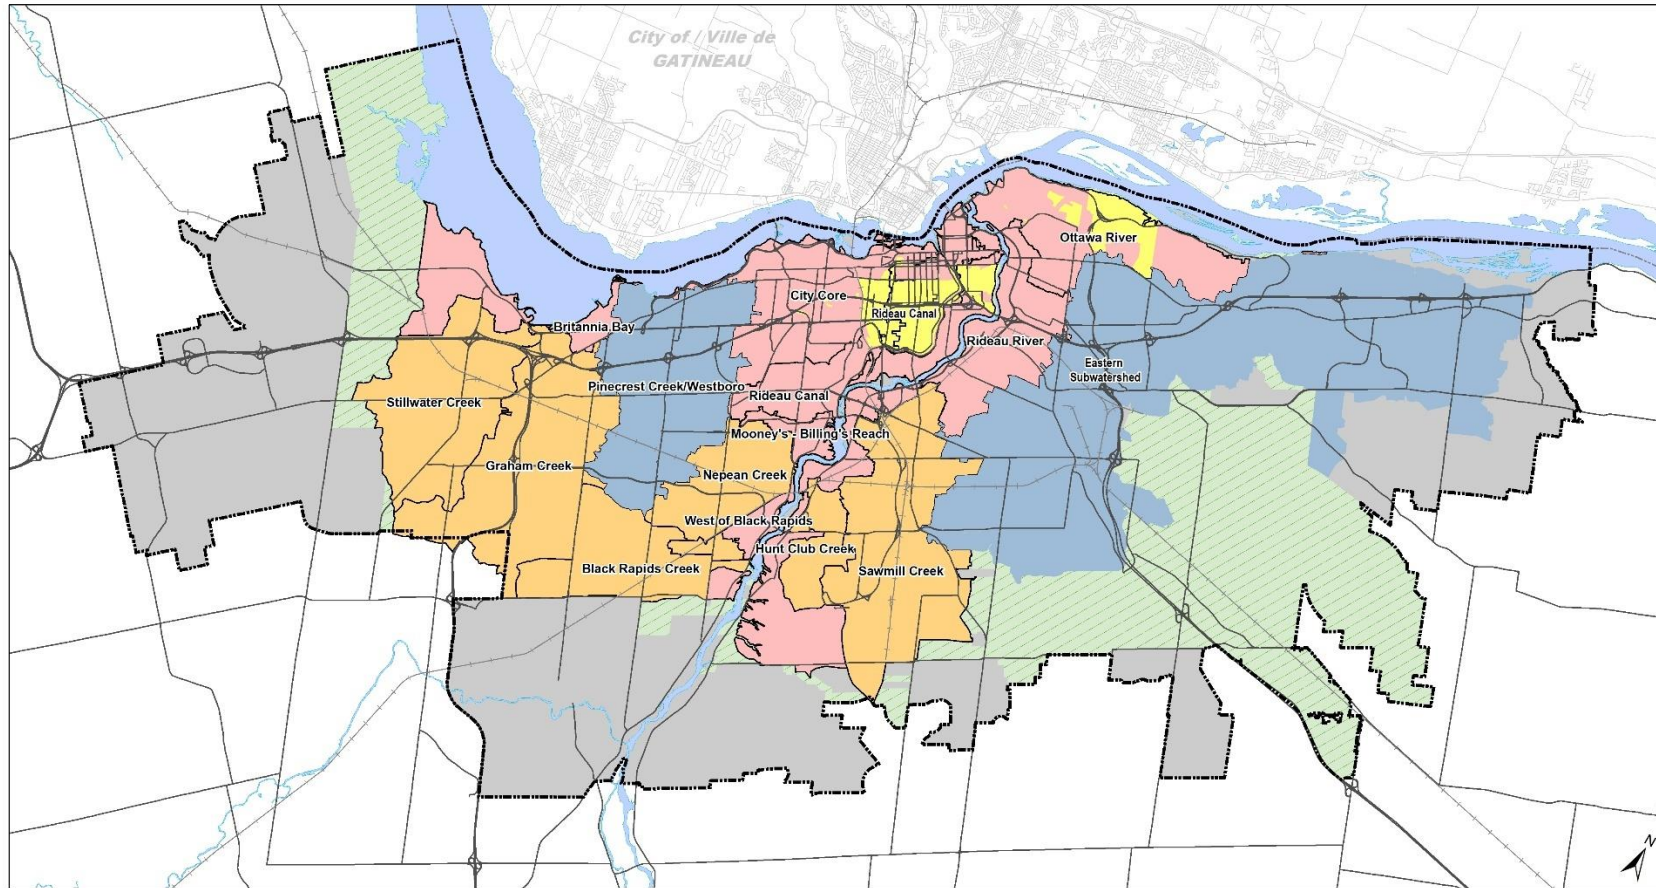 City of / Ville de
GATINEAU
Ottawa River
City Core
Rideau Canal
Britannia Bay
Rideau River
Eastern
Subwatershed
Pinecrest Creek/Westboro
Rideau Canal
Stillwater Creek
Mooney's - Billing's Reach
Graham Creek
Nepean Creek
West of Black Rapids
Hunt Club Creek
Black Rapids Creek
Sawmill Creek
N